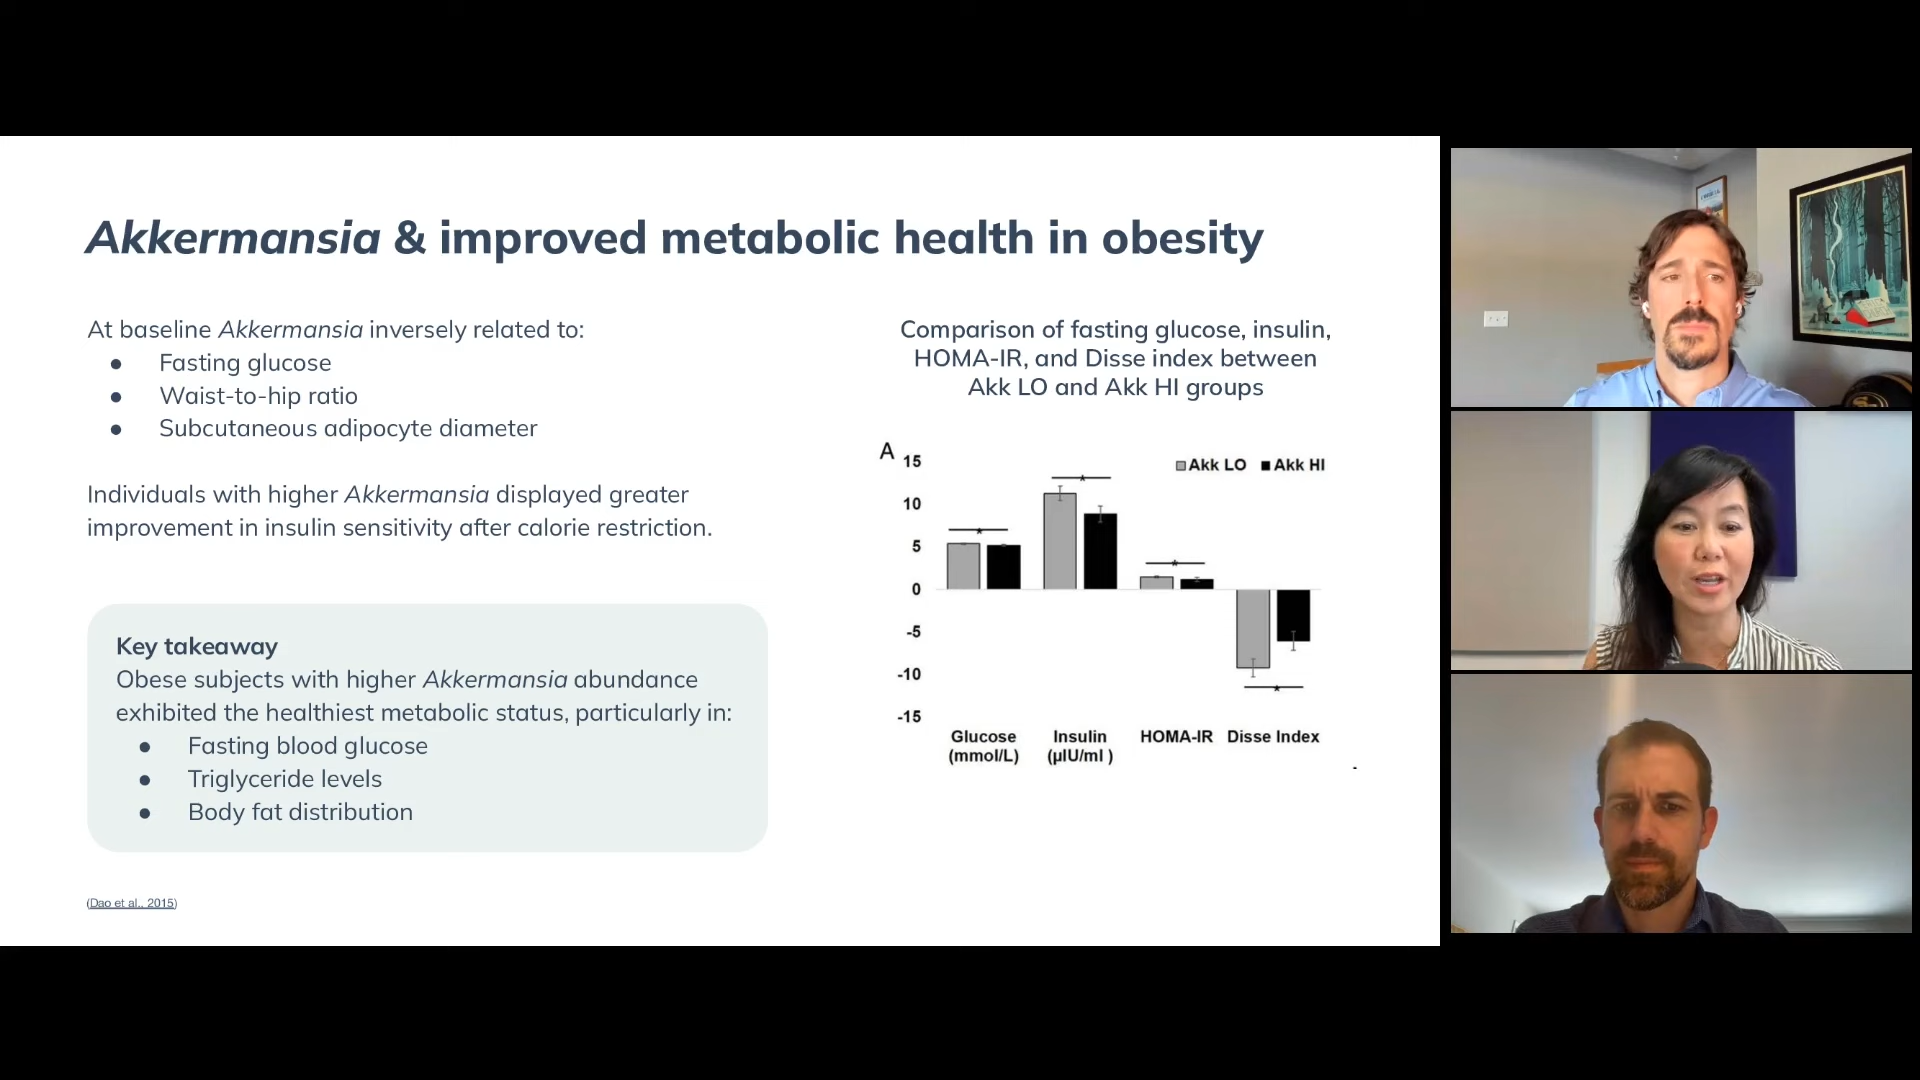 Akkermansia & improved metabolic health in obesity
At baseline Akkermansia inversely related to:
● Fasting glucose
● Waist-to-hip ratio
● Subcutaneous adipocyte diameter
Individuals with higher Akkermansia displayed greater
improvement in insulin sensitivity after calorie restriction.
Key takeaway
Obese subjects with higher Akkermansia abundance
exhibited the healthiest metabolic status, particularly in:
● Fasting blood glucose
● Triglyceride levels
● Body fat distribution
(Dao et al., 2015)
Comparison of fasting glucose, insulin,
HOMA-IR, and Disse index between
Akk LO and Akk HI groups
A
Akk LO Akk HI
15
10
5
0
-5
-10
-15
Glucose
(mmol/L)
Insulin
(µIU/ml )
HOMA-IR
Disse Index